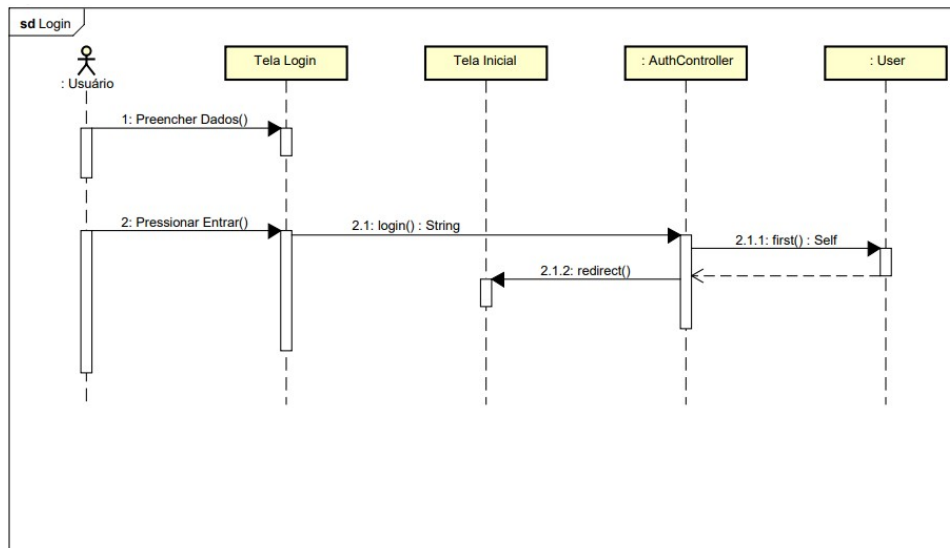 sd Login
: Usuário
Tela Login
Tela Inicial
: AuthController
: User
1: Preencher Dados()
2: Pressionar Entrar()
2.1: login() : String
2.1.1: first() : Self
2.1.2: redirect()